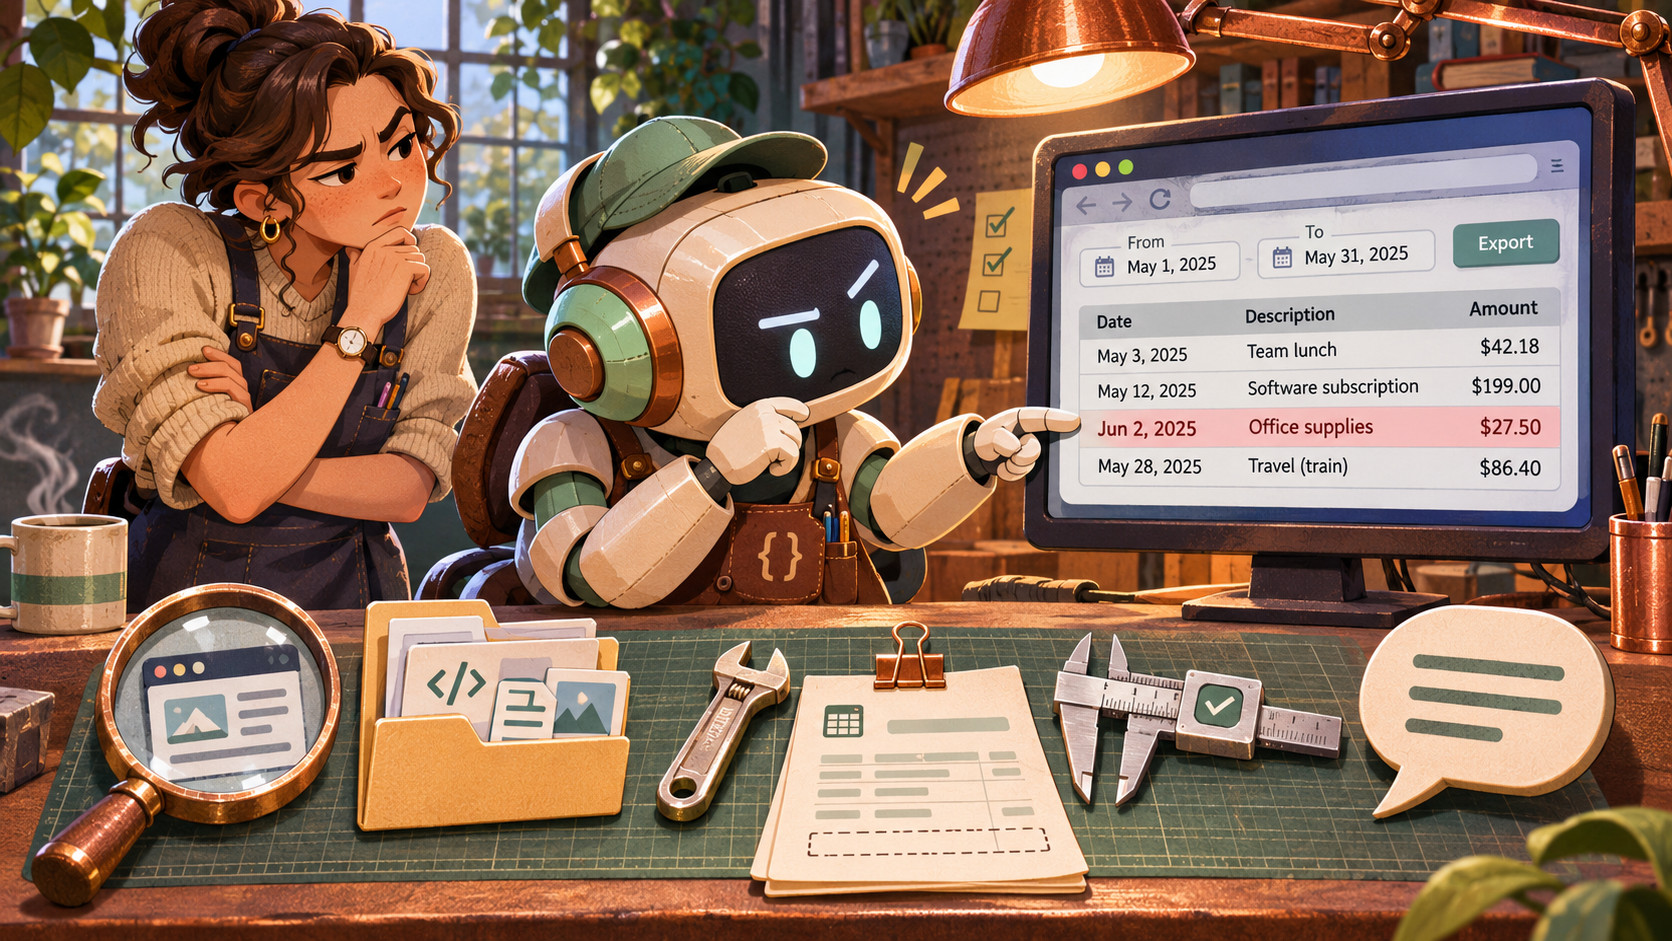 From
May 1, 2025
To
May 31, 2025
Export
Date Description Amount
May 3, 2025 Team lunch $42.18
May 12, 2025 Software subscription $199.00
Jun 2, 2025 Office supplies $27.50
May 28, 2025 Travel (train) $86.40
{}
</>